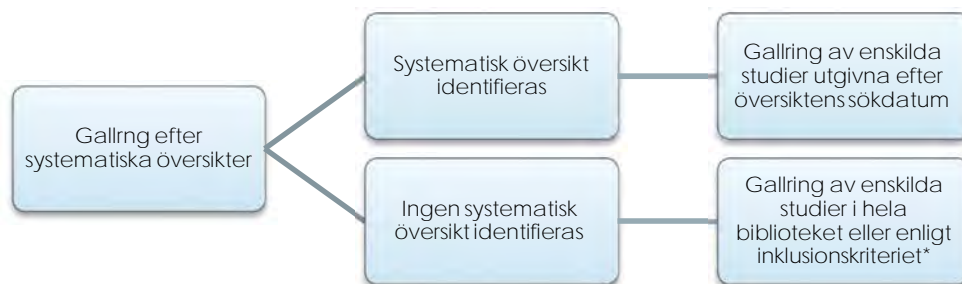 Gallrng efter
systematiska översikter
Systematisk översikt
identifieras
Gallring av enskilda
studier utgivna efter
översiktens sökdatum
Ingen systematisk
översikt identifieras
Gallring av enskilda
studier i hela
biblioteket eller enligt
inklusionskriteriet*